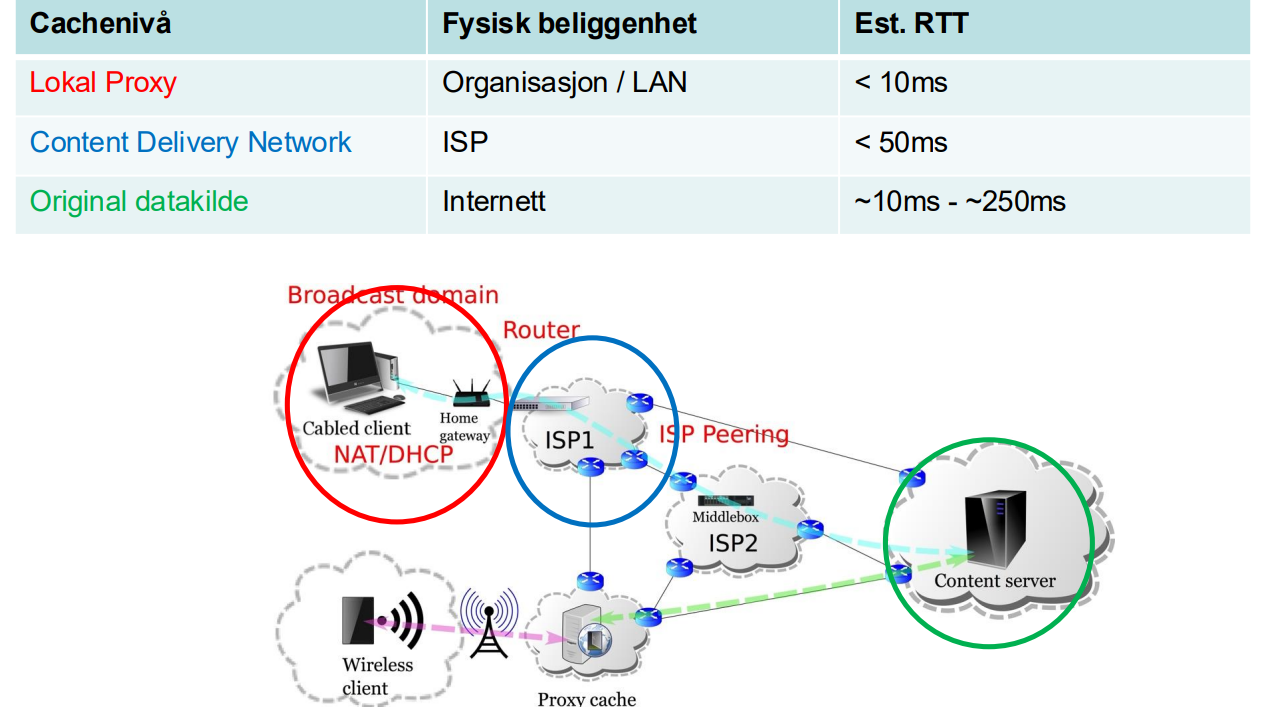 Cachenivå Fysisk beliggenhet Est. RTT
Lokal Proxy Organisasjon / LAN < 10ms
Content Delivery Network ISP < 50ms
Original datakilde Internett ~10ms - ~250ms
Broadcast domain
Router
Cabled client
Home
gateway
NAT/DHCP
ISP1
ISP Peering
Middlebox
ISP2
Content server
Wireless
client
Proxy cache